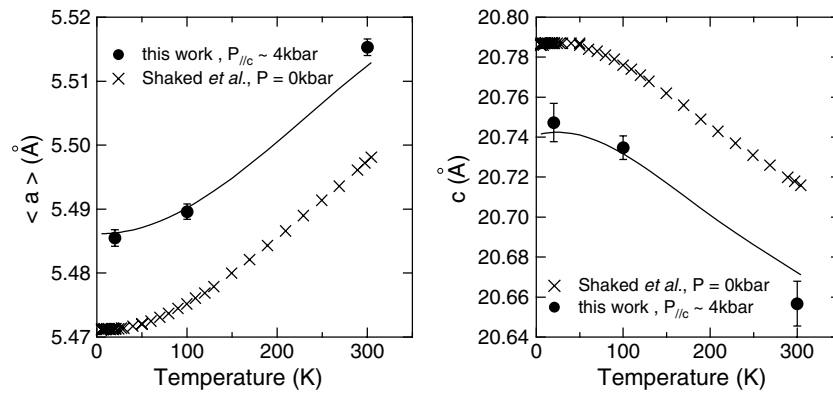 5.52
5.51
5.50
5.49
5.48
5.47
< a > (Å)
this work , P//c ~ 4kbar
Shaked et al., P = 0kbar
0 100 200 300
Temperature (K)
20.80
20.78
20.76
20.74
20.72
20.70
20.68
20.66
20.64
c (Å)
Shaked et al., P = 0kbar
this work , P//c ~ 4kbar
0 100 200 300
Temperature (K)